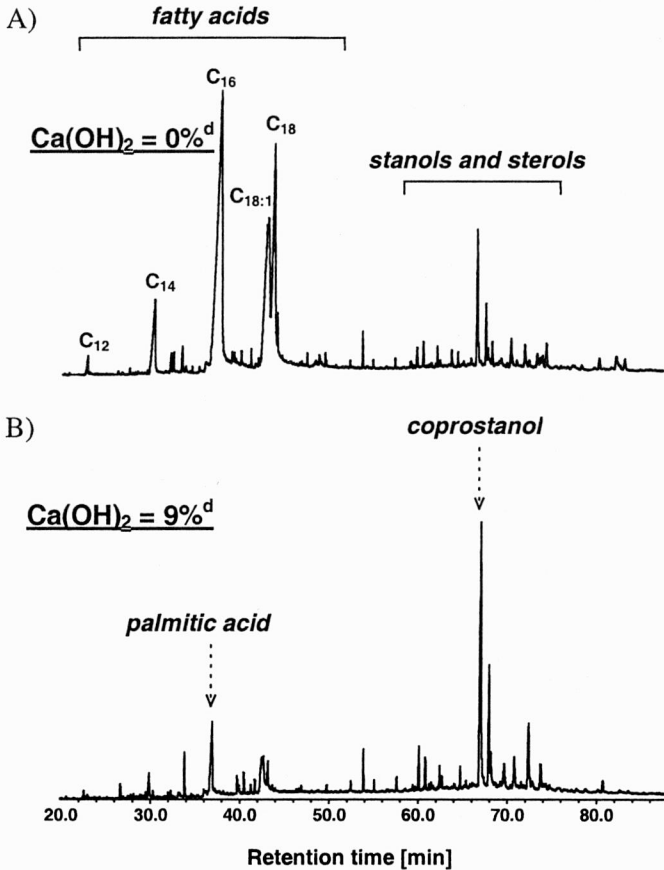 A)
fatty acids
C₁₆
Ca(OH)₂ = 0%ᵈ
C₁₈
stanols and sterols
C₁₈:₁
C₁₄
C₁₂
B)
coprostanol
Ca(OH)₂ = 9%ᵈ
palmitic acid
20.0 30.0 40.0 50.0 60.0 70.0 80.0
Retention time [min]